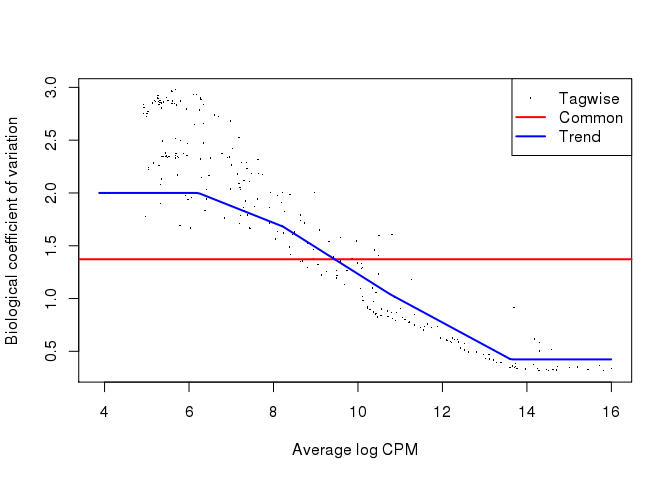 Tagwise
Common
Trend
Biological coefficient of variation
3.0
2.5
2.0
1.5
1.0
0.5
4 6 8 10 12 14 16
Average log CPM